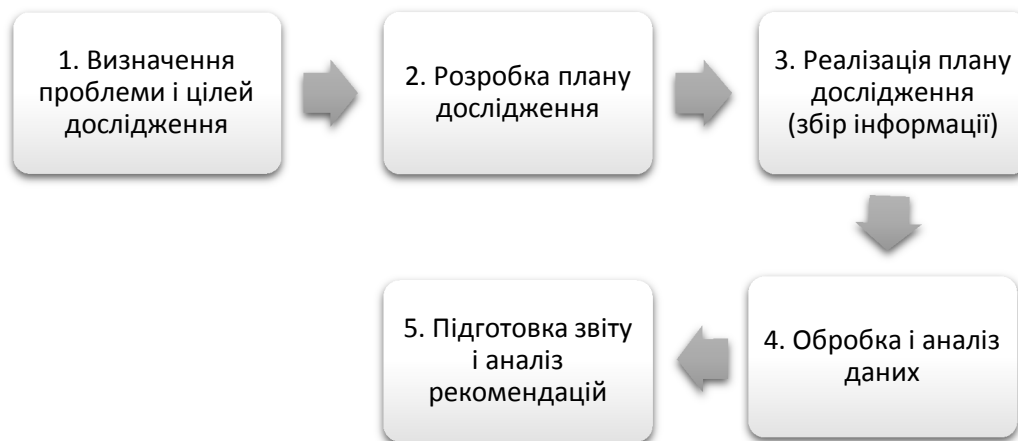 1. Визначення
проблеми і цілей
дослідження
2. Розробка плану
дослідження
3. Реалізація плану
дослідження
(збір інформації)
4. Обробка і аналіз
даних
5. Підготовка звіту
і аналіз
рекомендацій